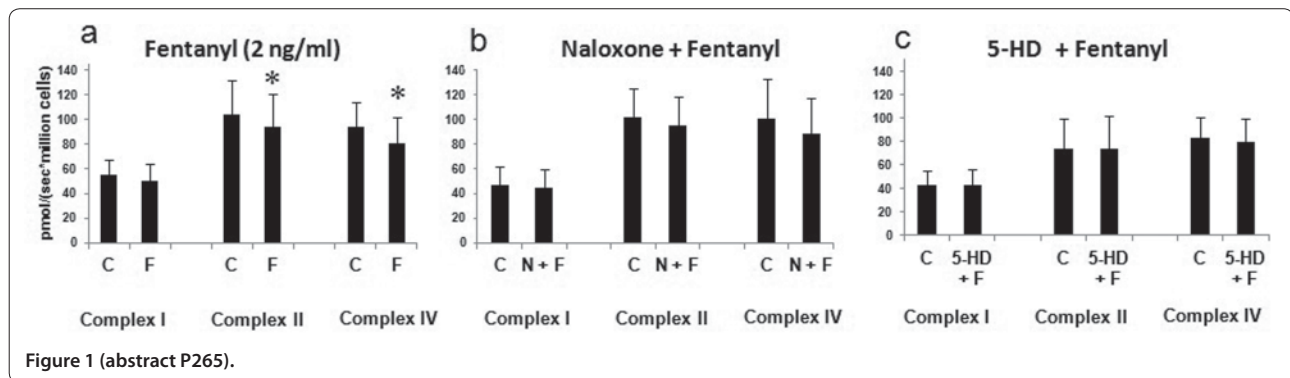 a
Fentanyl (2 ng/ml)
pmol/(sec*million cells)
140
120
100
80
60
40
20
0
*
*
C F C F C F
Complex I Complex II Complex IV
b
Naloxone + Fentanyl
140
120
100
80
60
40
20
0
C N + F C N + F C N + F
Complex I Complex II Complex IV
c
5-HD + Fentanyl
140
120
100
80
60
40
20
0
C 5-HD C 5-HD C 5-HD
+ F + F + F
Complex I Complex II Complex IV
Figure 1 (abstract P265).